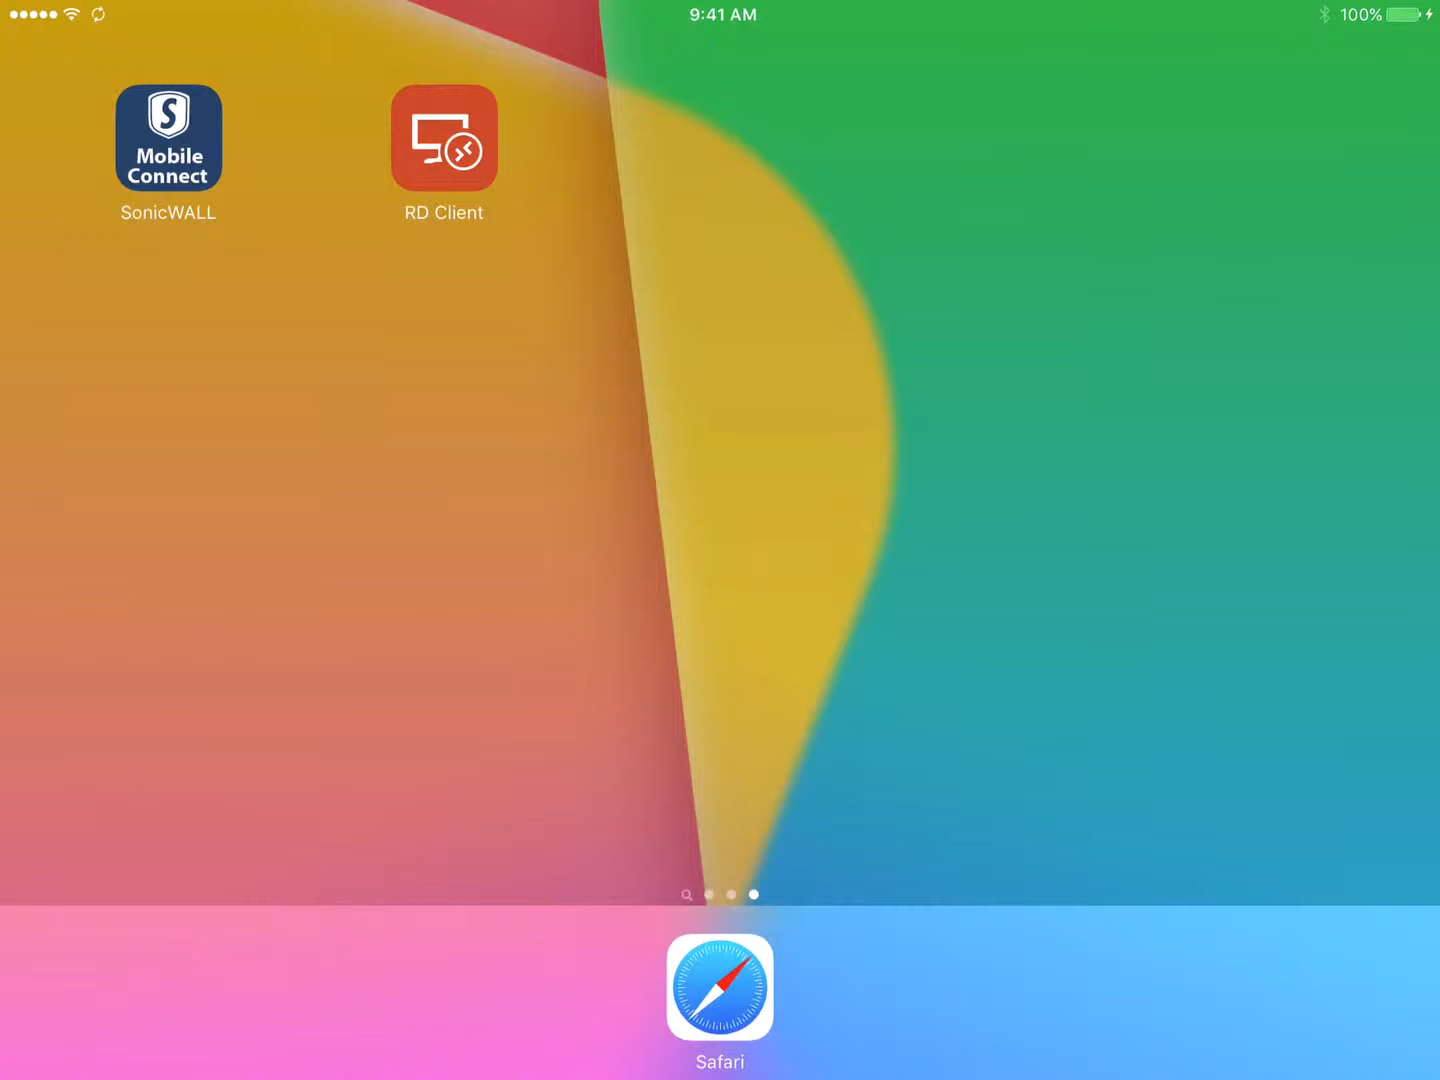 9:41 AM
100%
S
Mobile
Connect
SonicWALL
RD Client
Safari